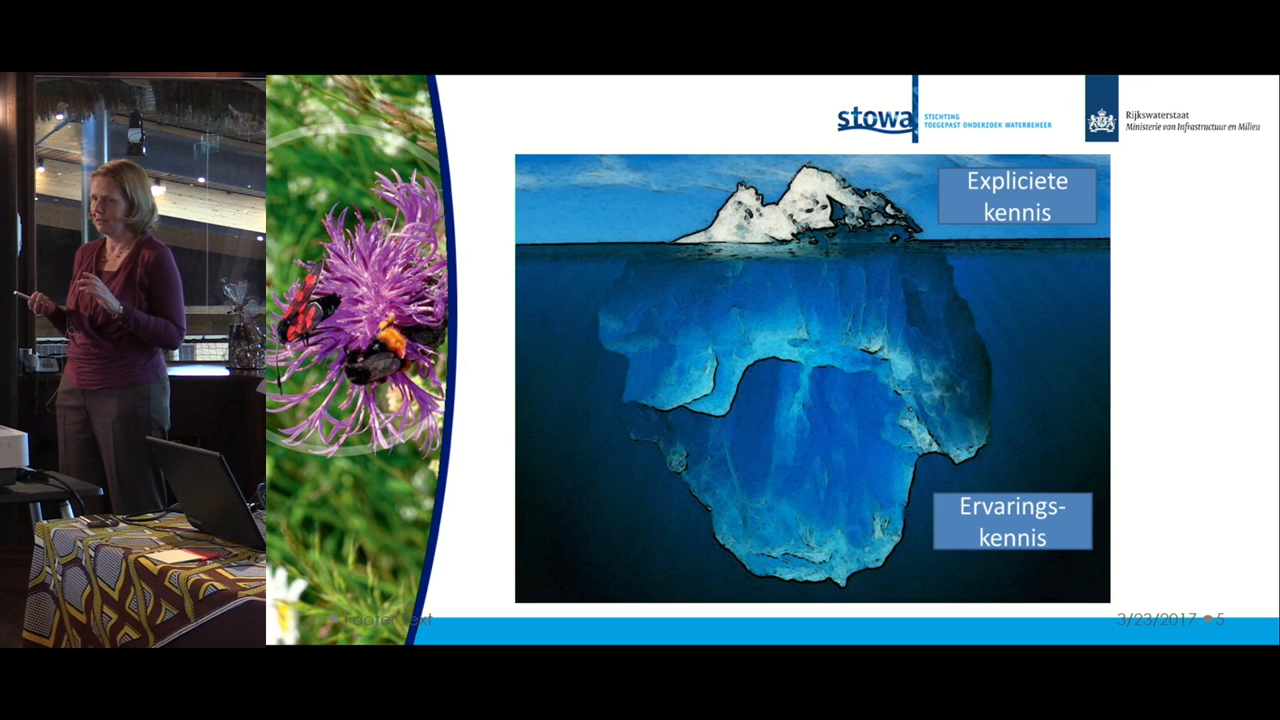 stowa
STICHTING
TOEGEPAST ONDERZOEK WATERBEHEER
Rijkswaterstaat
Ministerie van Infrastructuur en Milieu
Expliciete
kennis
Ervarings-
kennis
Footer text
3/23/2017
5